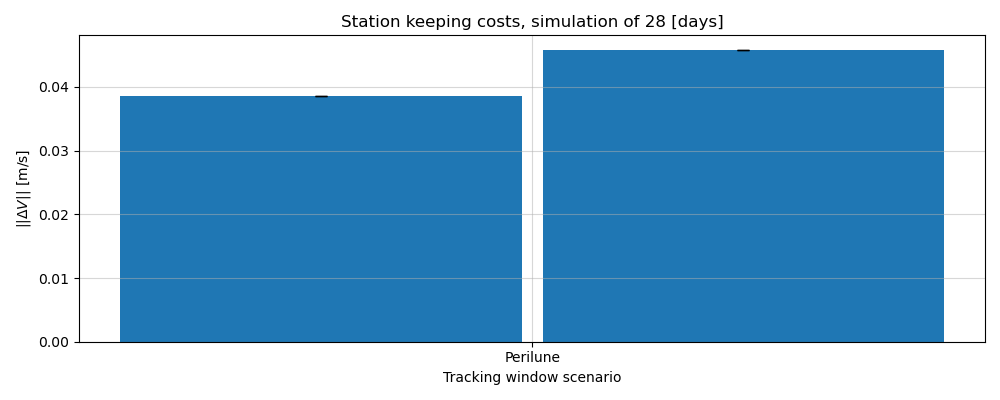 Station keeping costs, simulation of 28 [days]
||ΔV|| [m/s]
0.04
0.03
0.02
0.01
0.00
Perilune
Tracking window scenario